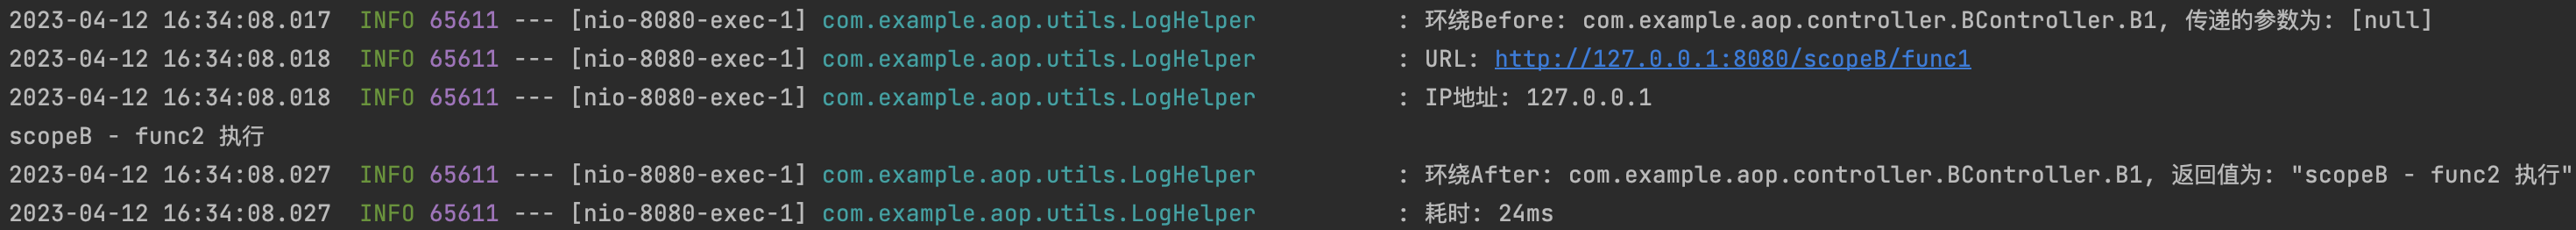 2023-04-12 16:34:08.017  INFO 65611 --- [nio-8080-exec-1] com.example.aop.utils.LogHelper          : 环绕Before: com.example.aop.controller.BController.B1, 传递的参数为: [null]
2023-04-12 16:34:08.018  INFO 65611 --- [nio-8080-exec-1] com.example.aop.utils.LogHelper          : URL: http://127.0.0.1:8080/scopeB/func1
2023-04-12 16:34:08.018  INFO 65611 --- [nio-8080-exec-1] com.example.aop.utils.LogHelper          : IP地址: 127.0.0.1
scopeB - func2 执行
2023-04-12 16:34:08.027  INFO 65611 --- [nio-8080-exec-1] com.example.aop.utils.LogHelper          : 环绕After: com.example.aop.controller.BController.B1, 返回值为: "scopeB - func2 执行"
2023-04-12 16:34:08.027  INFO 65611 --- [nio-8080-exec-1] com.example.aop.utils.LogHelper          : 耗时: 24ms